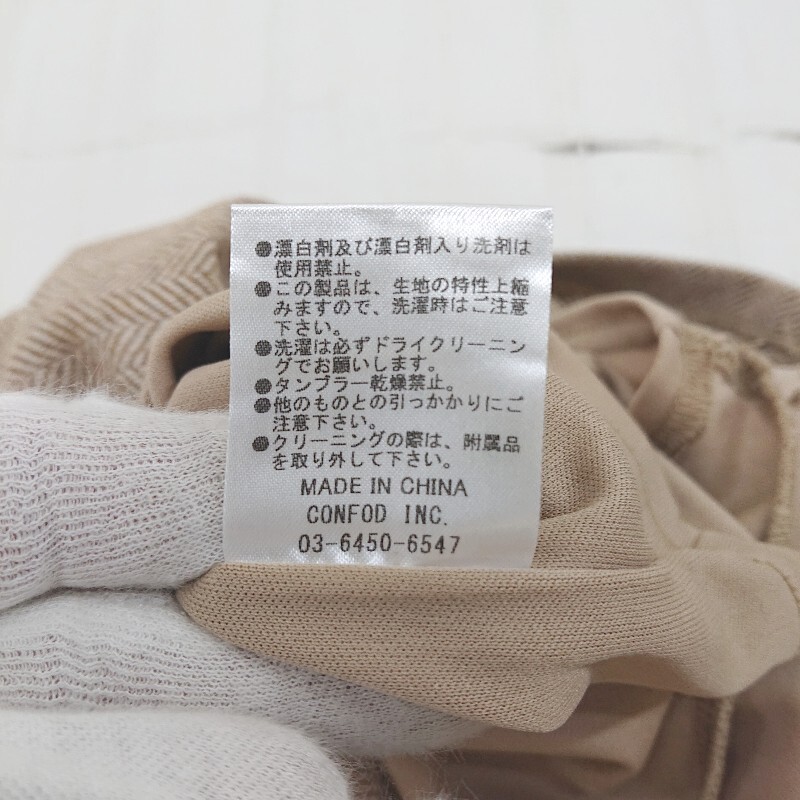 ●漂白剤及び漂白剤入り洗剤は
使用禁止。
●この製品は、生地の特性上縮
みますので、洗濯時はご注意
下さい。
●洗濯は必ずドライクリーニン
グでお願いします。
●タンブラー乾燥禁止。
●他のものとの引っかかりにご
注意下さい。
●クリーニングの際は、附属品
を取り外して下さい。
MADE IN CHINA
CONFOD INC.
03-6450-6547